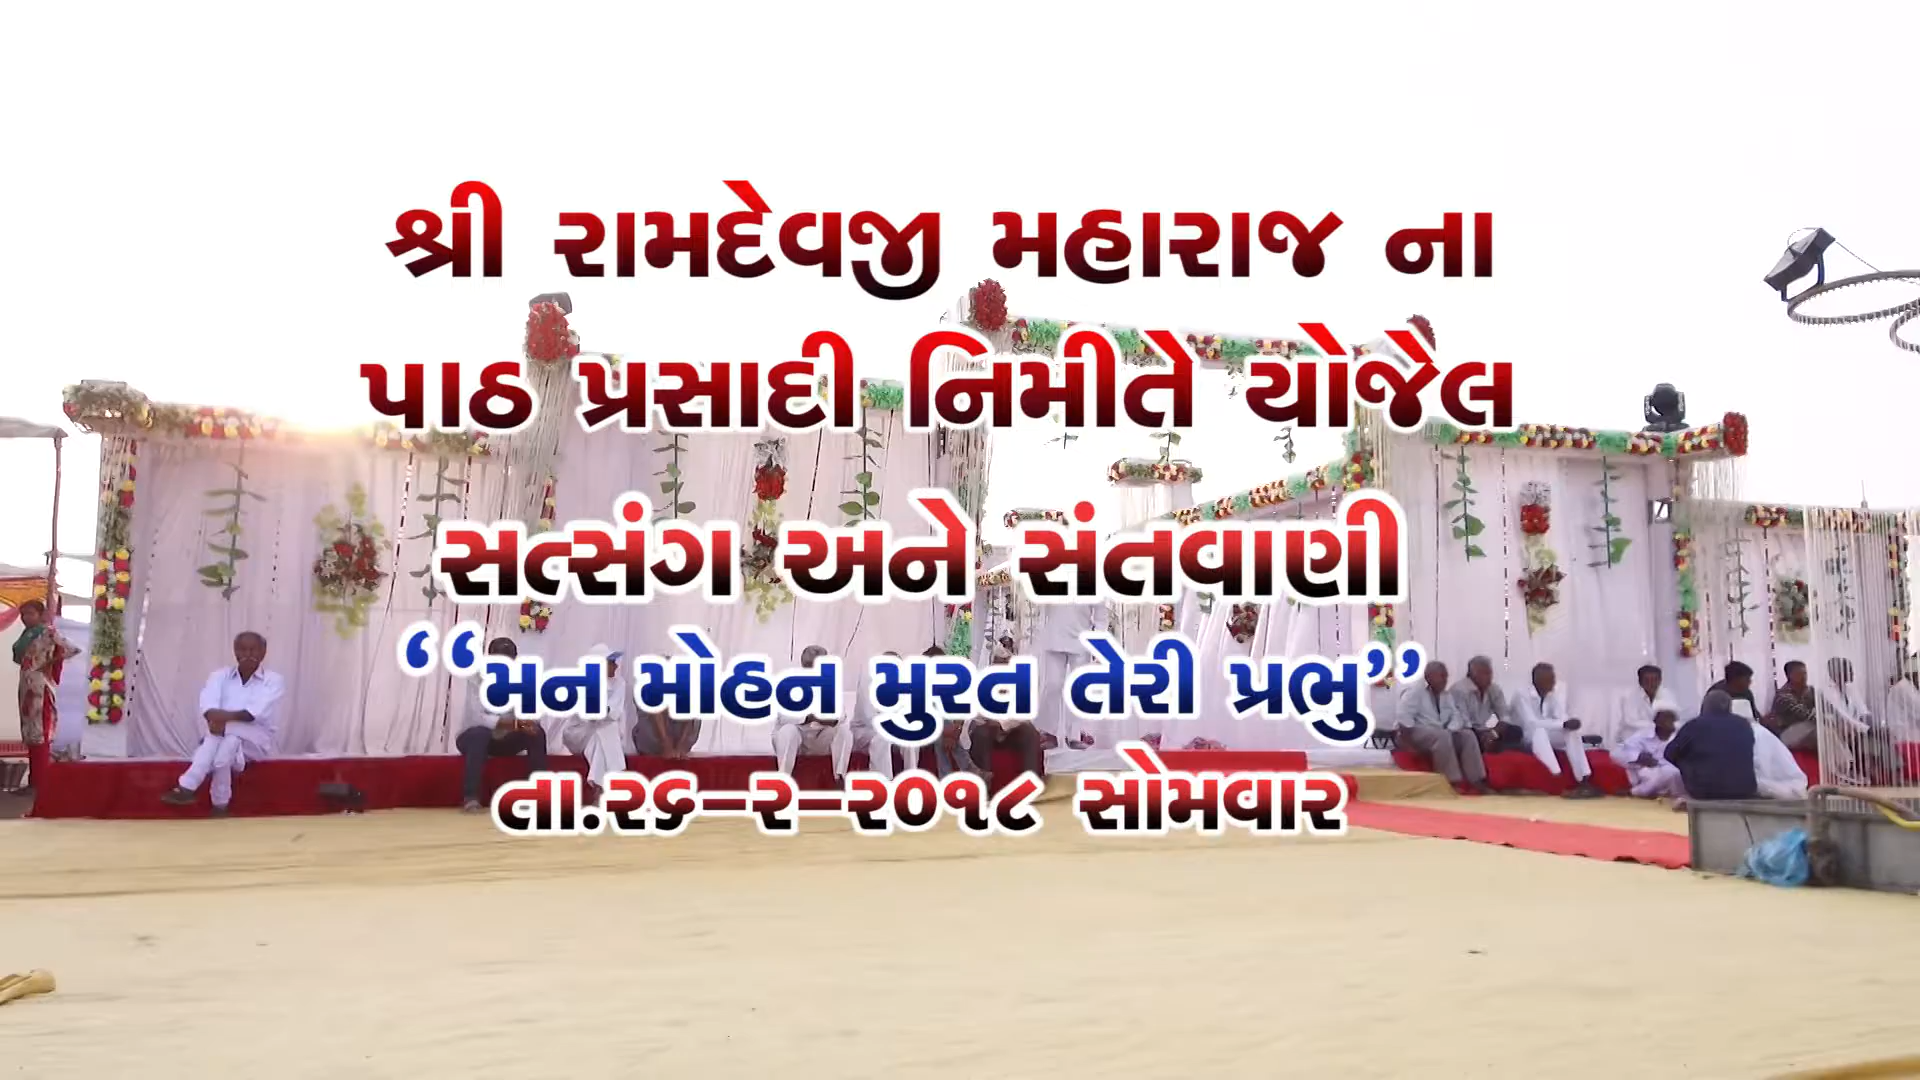 શ્રી રામદેવજી મહારાજ ના
પાઠ પ્રસાદી નિમીતે યોજૈલ
સત્સંગ અને સંતવાણી
‘‘મન મોહન મુરત તેરી પ્રભુ’’
તા.૨૬-૨-૨૦૧૮ સોમવાર